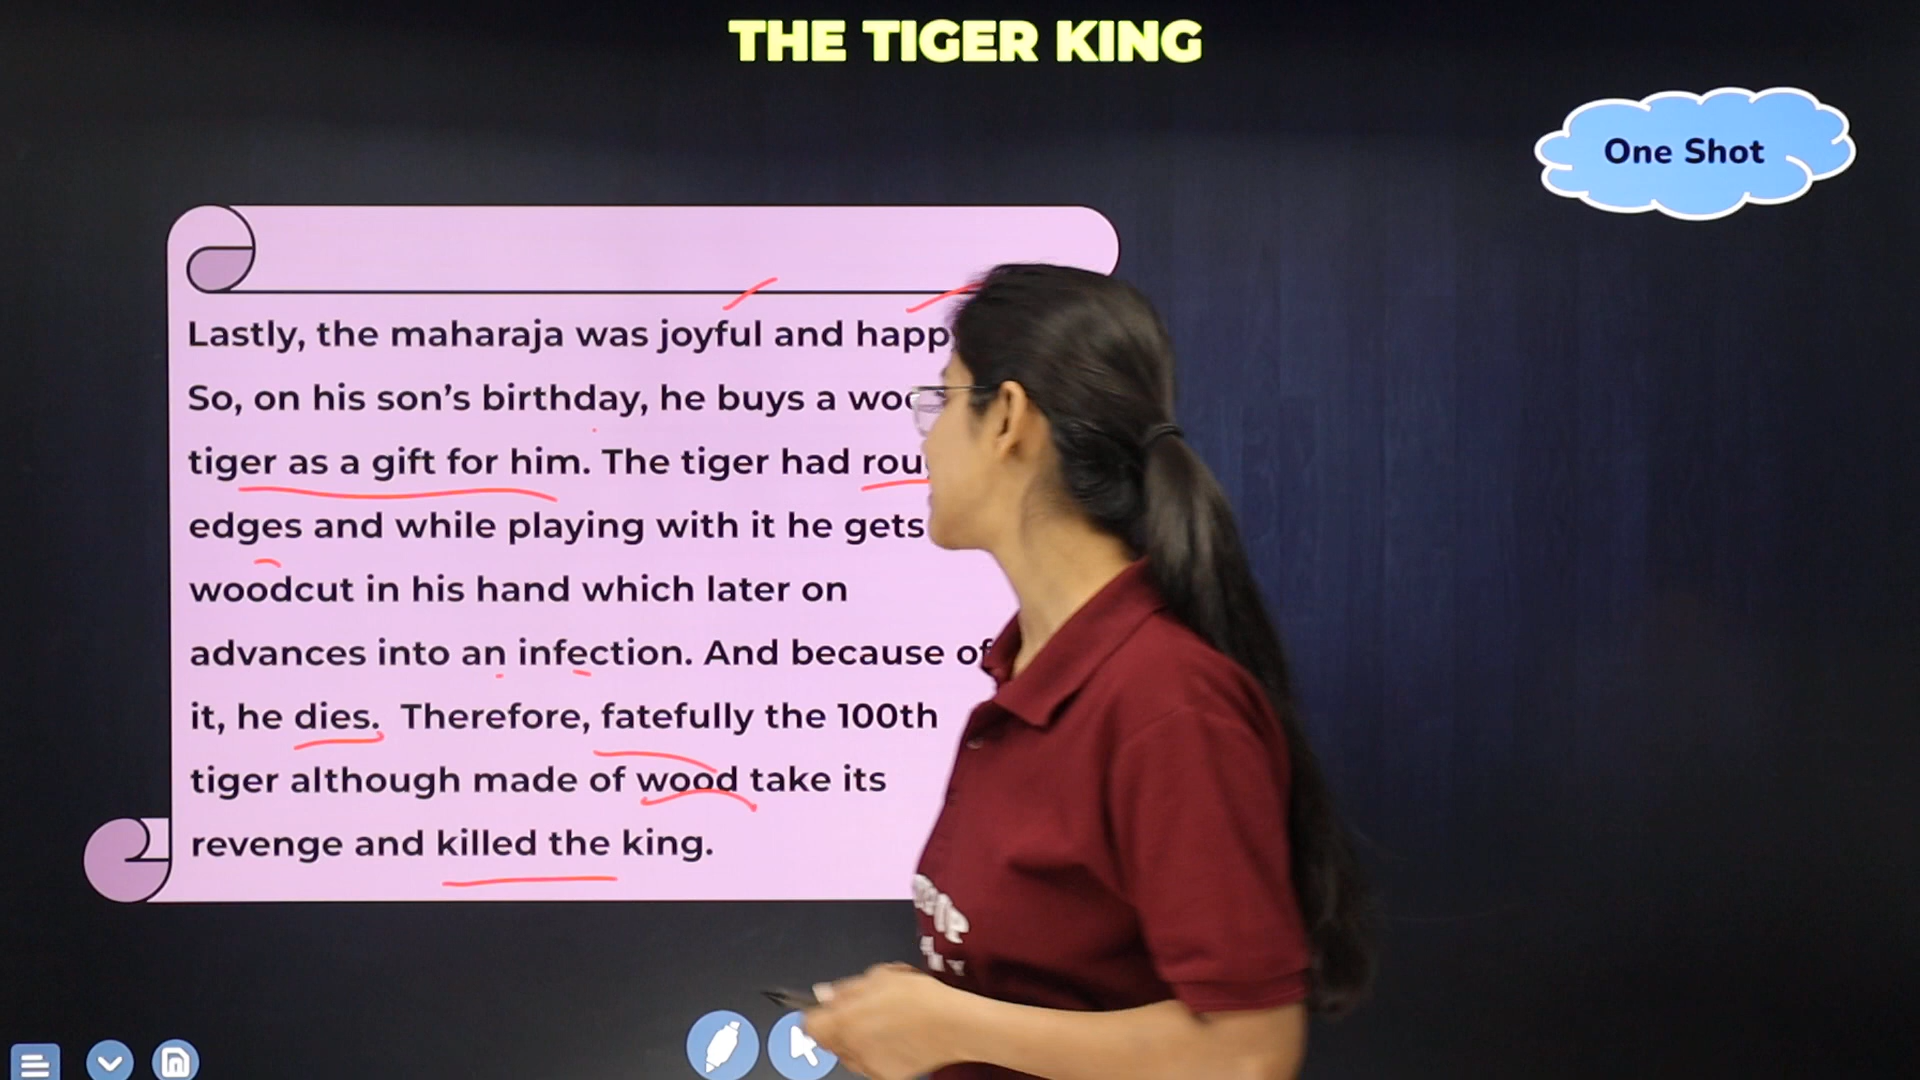 THE TIGER KING
One Shot
Lastly, the maharaja was joyful and
So, on his son’s birthday, he buys a
tiger as a gift for him. The tiger had
edges and while playing with it he gets
woodcut in his hand which later on
advances into an infection. And because of
it, he dies. Therefore, fatefully the 100th
tiger although made of wood take its
revenge and killed the king.